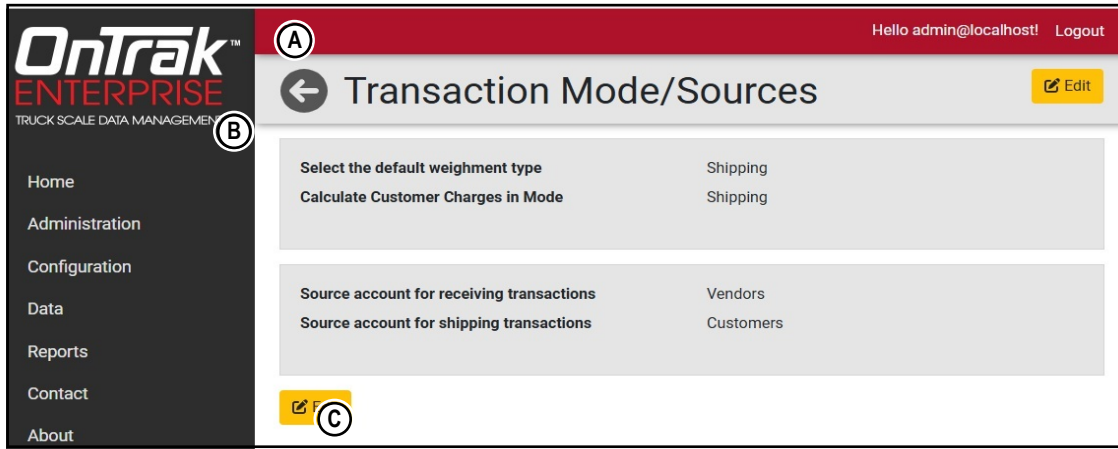 OnTrak™
ENTERPRISE
TRUCK SCALE DATA
Home
Administration
Configuration
Data
Reports
Contact
About
A
B
Hello admin@localhost! Logout
Transaction Mode/Sources
Edit
Select the default weighment type Shipping
Calculate Customer Charges in Mode Shipping
Source account for receiving transactions Vendors
Source account for shipping transactions Customers
C